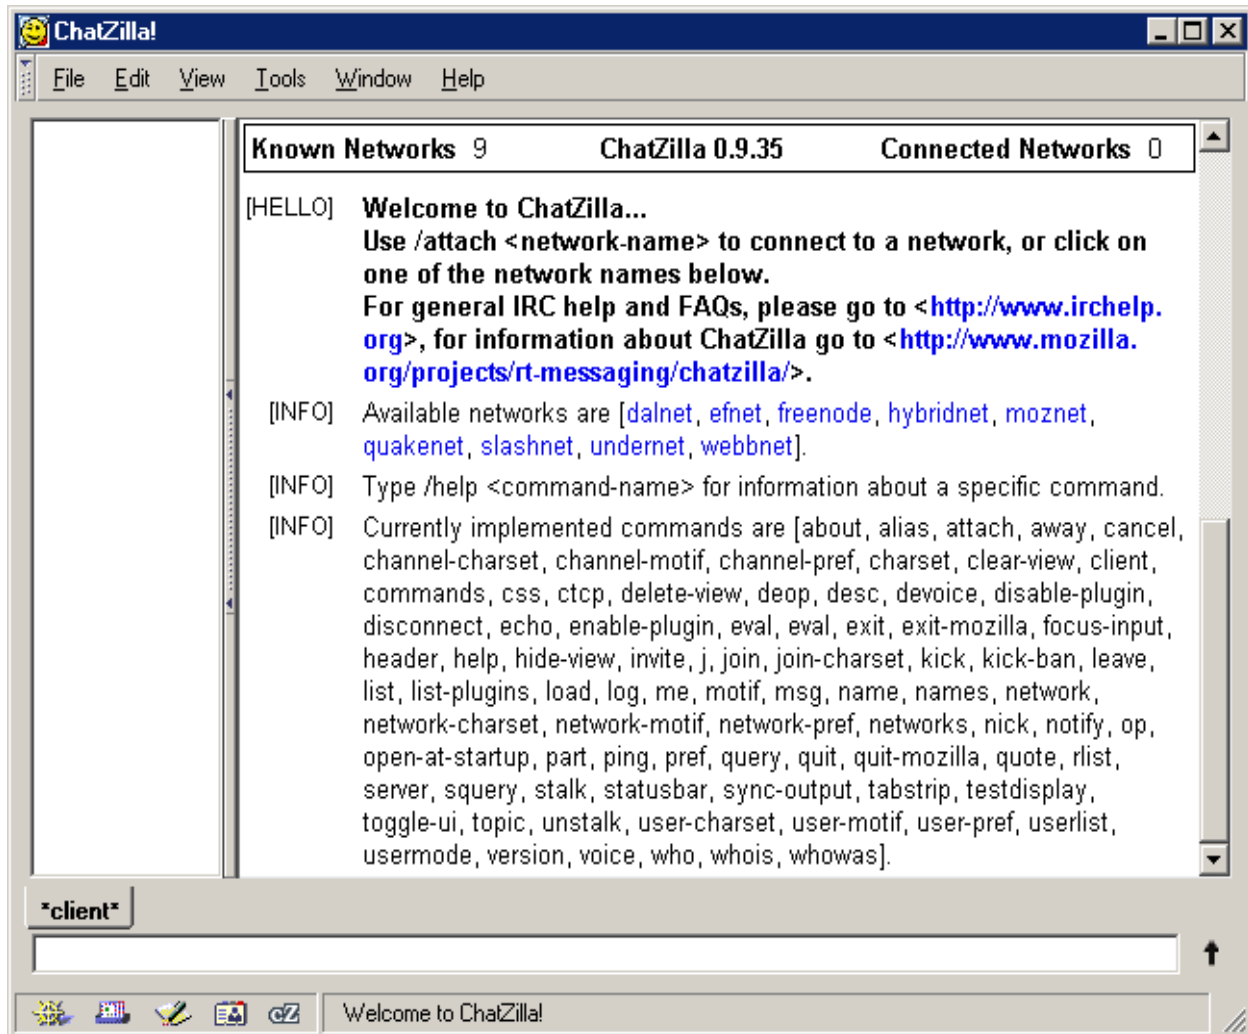 ChatZilla!
File Edit View Tools Window Help
Known Networks 9 ChatZilla 0.9.35 Connected Networks 0
[HELLO] Welcome to ChatZilla...
Use /attach <network-name> to connect to a network, or click on
one of the network names below.
For general IRC help and FAQs, please go to <http://www.irchelp.
org>, for information about ChatZilla go to <http://www.mozilla.
org/projects/rt-messaging/chatzilla/>.
[INFO] Available networks are [dalnet, efnet, freenode, hybridnet, moznet,
quakenet, slashnet, undernet, webbnet].
[INFO] Type /help <command-name> for information about a specific command.
[INFO] Currently implemented commands are [about, alias, attach, away, cancel,
channel-charset, channel-motif, channel-pref, charset, clear-view, client,
commands, css, ctcp, delete-view, deop, desc, devoice, disable-plugin,
disconnect, echo, enable-plugin, eval, eval, exit, exit-mozilla, focus-input,
header, help, hide-view, invite, j, join, join-charset, kick, kick-ban, leave,
list, list-plugins, load, log, me, motif, msg, name, names, network,
network-charset, network-motif, network-pref, networks, nick, notify, op,
open-at-startup, part, ping, pref, query, quit, quit-mozilla, quote, rlist,
server, squery, stalk, statusbar, sync-output, tabstrip, testdisplay,
toggle-ui, topic, unstalk, user-charset, user-motif, user-pref, userlist,
usermode, version, voice, who, whois, whowas].
*client*
cZ Welcome to ChatZilla!